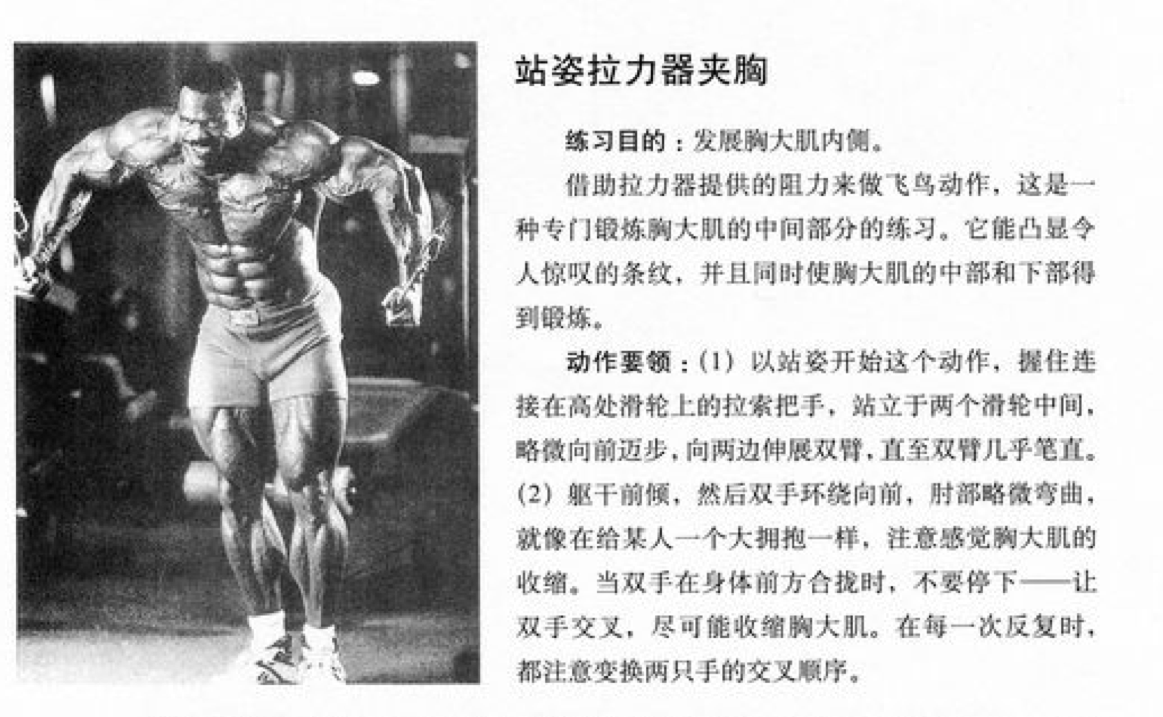 站姿拉力器夹胸
练习目的：发展胸大肌内侧。
借助拉力器提供的阻力来做飞鸟动作，这是一
种专门锻炼胸大肌的中间部分的练习。它能凸显令
人惊叹的条纹，并且同时使胸大肌的中部和下部得
到锻炼。
动作要领：（1）以站姿开始这个动作，握住连
接在高处滑轮上的拉索把手，站立于两个滑轮中间，
略微向前迈步，向两边伸展双臂，直至双臂几乎笔直。
（2）躯干前倾，然后双手环绕向前，肘部略微弯曲，
就像在给某人一个大拥抱一样，注意感觉胸大肌的
收缩。当双手在身体前方合拢时，不要停下——让
双手交叉，尽可能收缩胸大肌。在每一次反复时，
都注意变换两只手的交叉顺序。